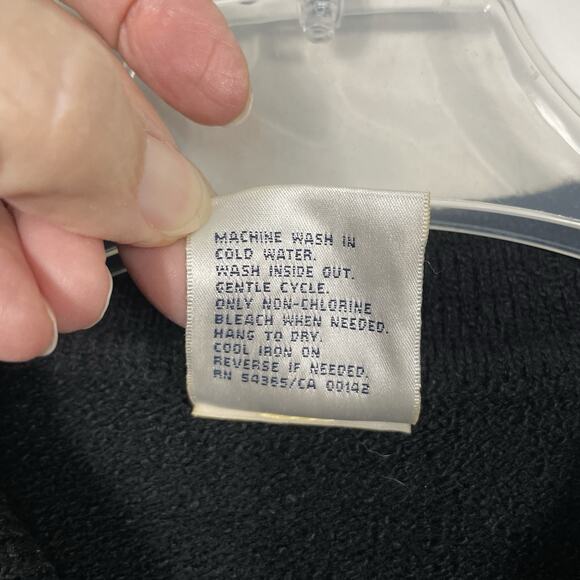 MACHINE WASH IN
COLD WATER.
WASH INSIDE OUT.
GENTLE CYCLE.
ONLY NON-CHLORINE
BLEACH WHEN NEEDED.
HANG TO DRY.
COOL IRON ON
REVERSE IF NEEDED.
RN 54385/CA 00142